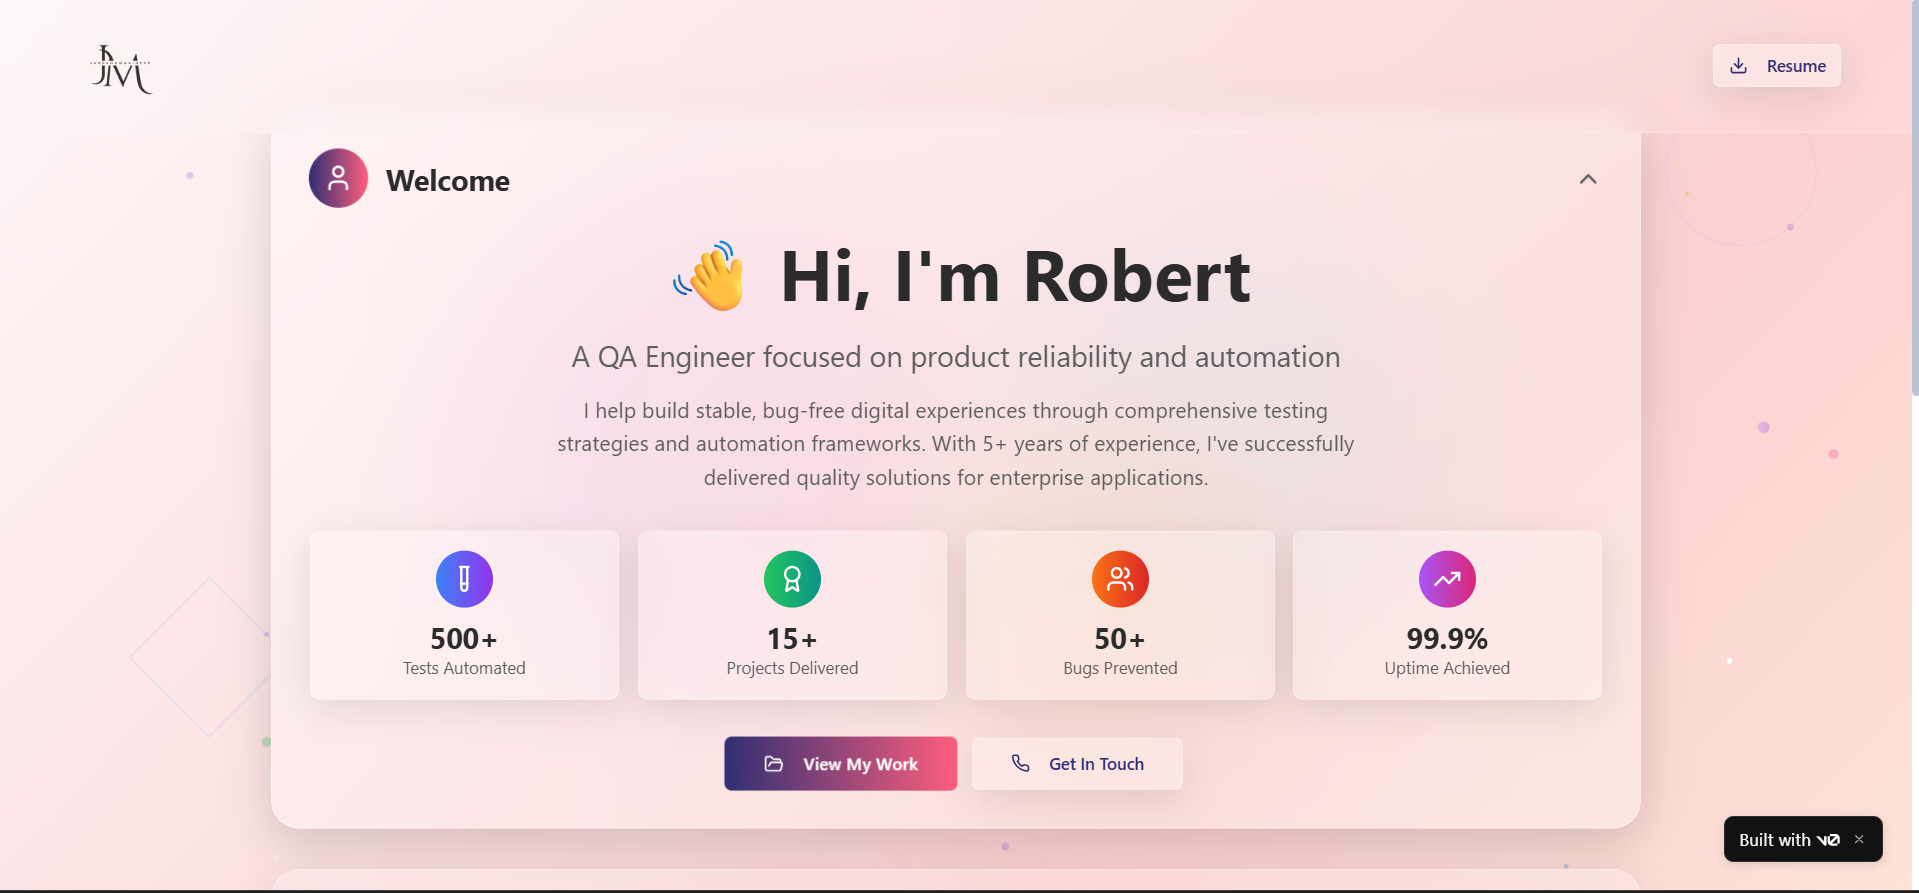 JM
Resume
Welcome
👋 Hi, I'm Robert
A QA Engineer focused on product reliability and automation
I help build stable, bug-free digital experiences through comprehensive testing
strategies and automation frameworks. With 5+ years of experience, I've successfully
delivered quality solutions for enterprise applications.
500+
Tests Automated
15+
Projects Delivered
50+
Bugs Prevented
99.9%
Uptime Achieved
View My Work
Get In Touch
Built with v0